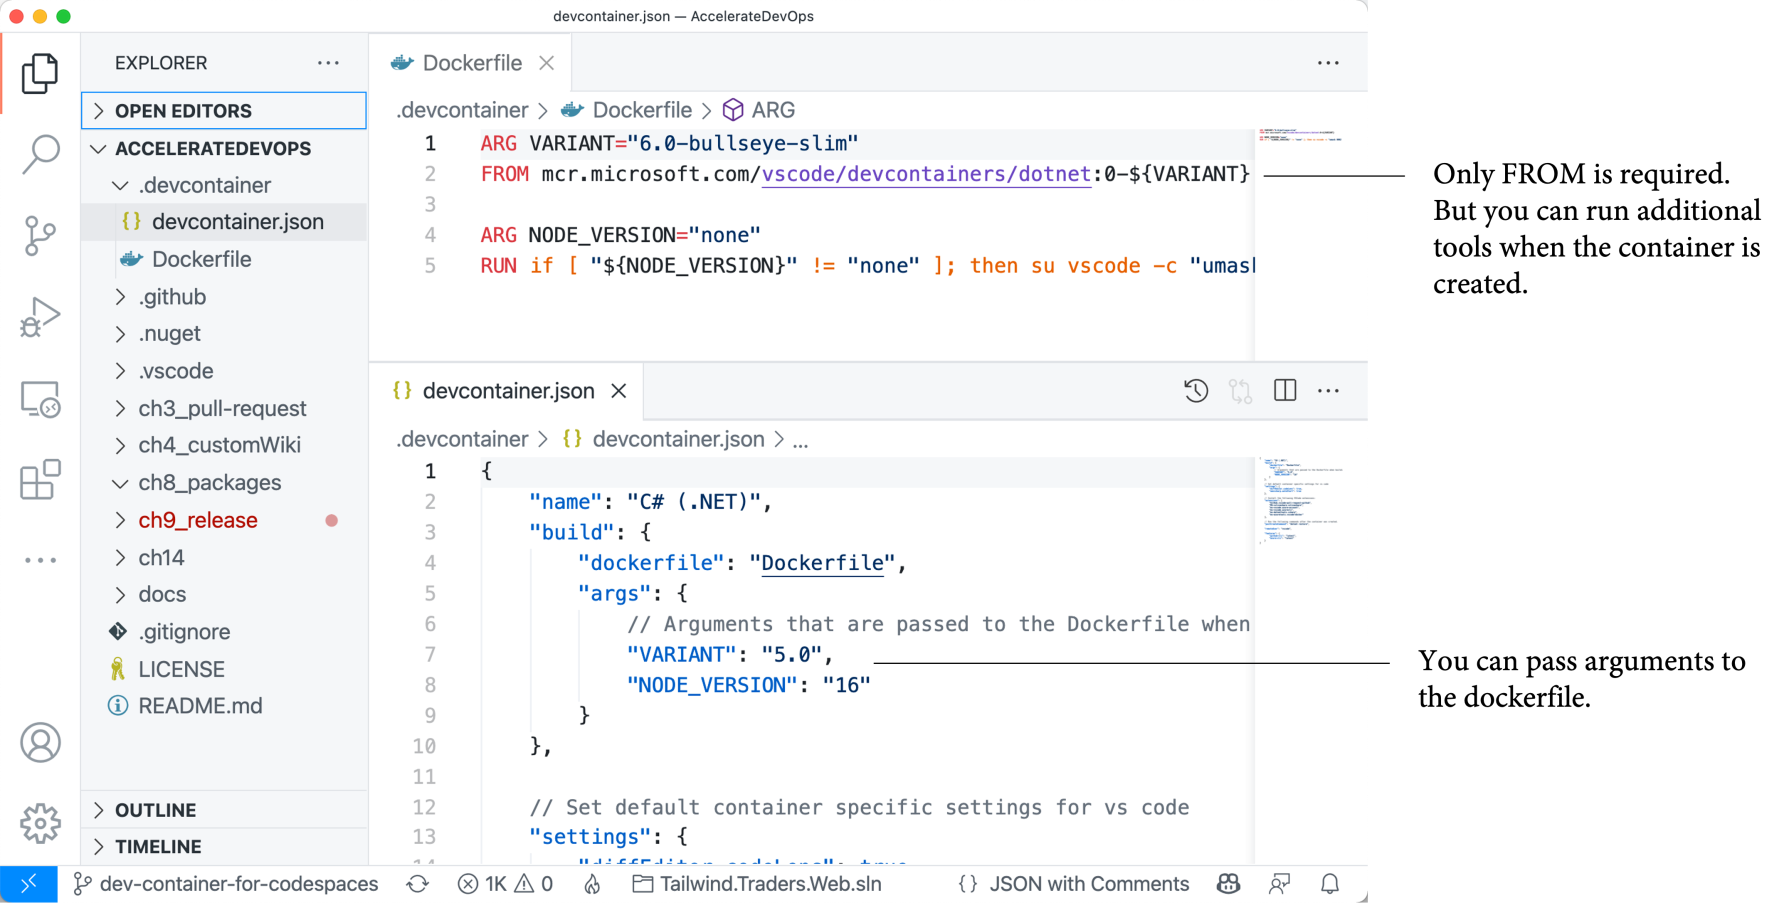 devcontainer.json — AccelerateDevOps
EXPLORER
OPEN EDITORS
ACCELERATEDEVOPS
.devcontainer
devcontainer.json
Dockerfile
.github
.nuget
.vscode
ch3_pull-request
ch4_customWiki
ch8_packages
ch9_release
ch14
docs
.gitignore
LICENSE
README.md
OUTLINE
TIMELINE
Dockerfile
.devcontainer > Dockerfile > ARG
1 ARG VARIANT="6.0-bullseye-slim"
2 FROM mcr.microsoft.com/vscode/devcontainers/dotnet:0-${VARIANT}
3
4 ARG NODE_VERSION="none"
5 RUN if [ "${NODE_VERSION}" != "none" ]; then su vscode -c "umas
Only FROM is required.
But you can run additional
tools when the container is
created.
devcontainer.json
.devcontainer > {} devcontainer.json > ...
1 {
2 "name": "C# (.NET)",
3 "build": {
4 "dockerfile": "Dockerfile",
5 "args": {
6 // Arguments that are passed to the Dockerfile when
7 "VARIANT": "5.0",
8 "NODE_VERSION": "16"
9 }
10 },
11
12 // Set default container specific settings for vs code
13 "settings": {
You can pass arguments to
the dockerfile.
dev-container-for-codespaces 1K 0 Tailwind.Traders.Web.sln {} JSON with Comments